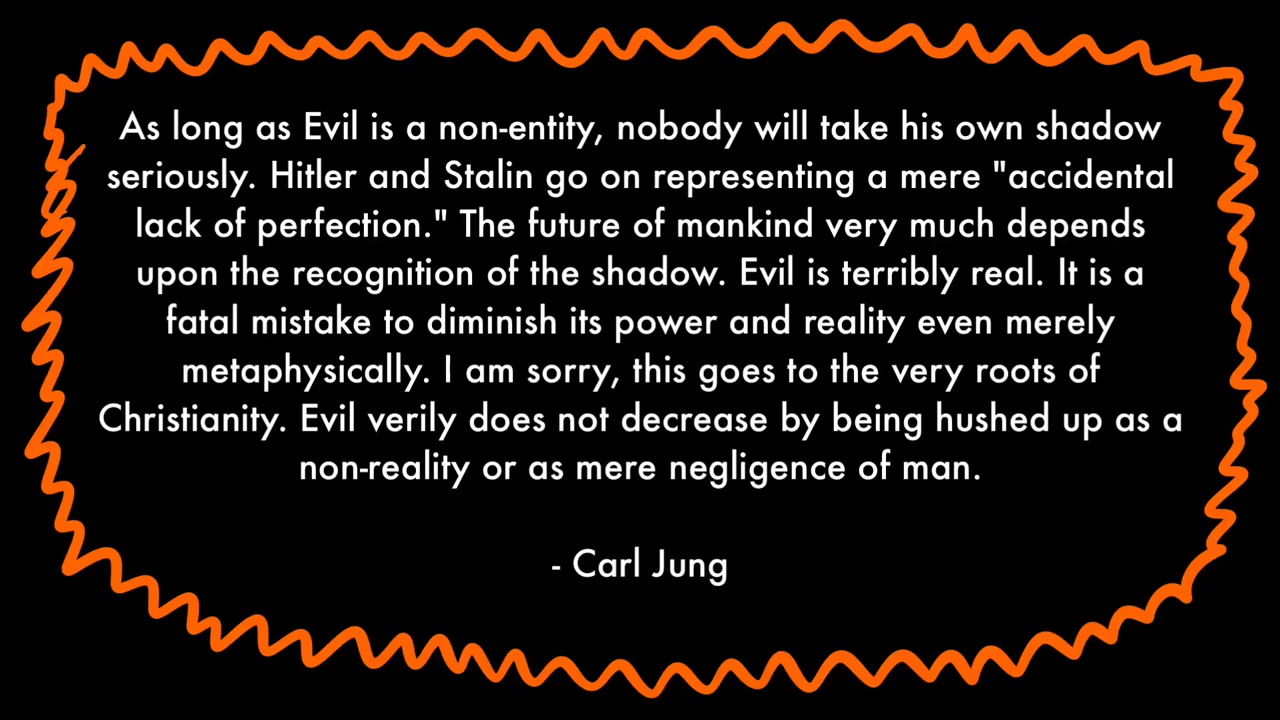 As long as Evil is a non-entity, nobody will take his own shadow
seriously. Hitler and Stalin go on representing a mere "accidental
lack of perfection." The future of mankind very much depends
upon the recognition of the shadow. Evil is terribly real. It is a
fatal mistake to diminish its power and reality even merely
metaphysically. I am sorry, this goes to the very roots of
Christianity. Evil verily does not decrease by being hushed up as a
non-reality or as mere negligence of man.
- Carl Jung